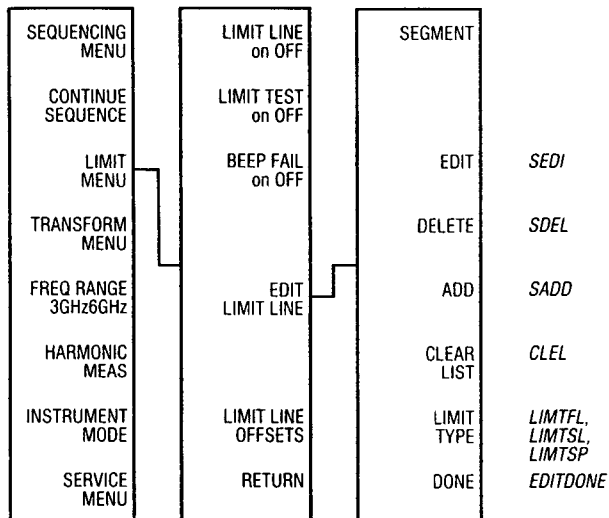 SEQUENCING
MENU
CONTINUE
SEQUENCE
LIMIT
MENU
TRANSFORM
MENU
FREQ RANGE
3GHz6GHz
HARMONIC
MEAS
INSTRUMENT
MODE
SERVICE
MENU
LIMIT LINE
on OFF
LIMIT TEST
on OFF
BEEP FAIL
on OFF
EDIT
LIMIT LINE
LIMIT LINE
OFFSETS
RETURN
SEGMENT
EDIT
DELETE
ADD
CLEAR
LIST
LIMIT
TYPE
DONE
SEDI
SDEL
SADD
CLEL
LIMTFL,
LIMTSL,
LIMTSP
EDITDONE